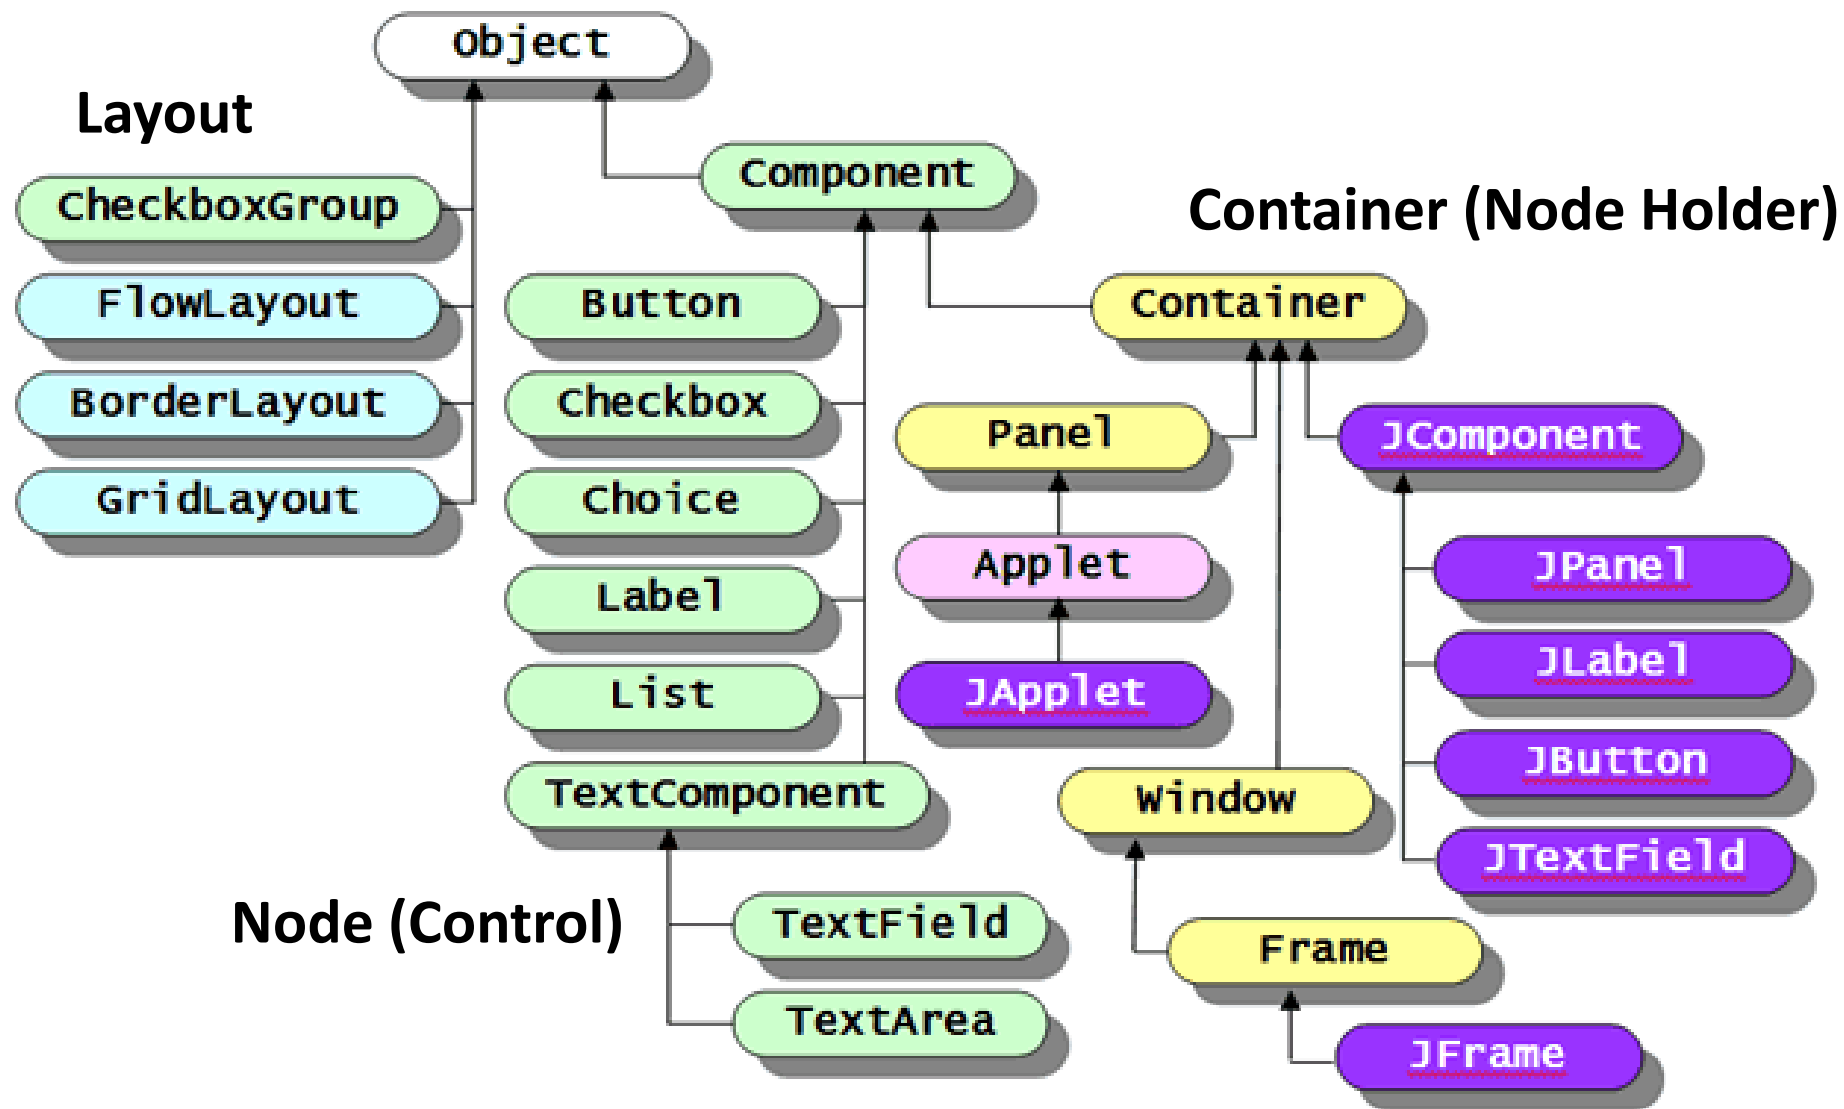 Object
Layout
Component
CheckboxGroup
Container (Node Holder)
FlowLayout
Button
Container
BorderLayout
Checkbox
Panel
JComponent
GridLayout
Choice
Applet
JPanel
Label
JLabel
List
JApplet
JButton
TextComponent
Window
JTextField
Node (Control)
TextField
Frame
TextArea
JFrame